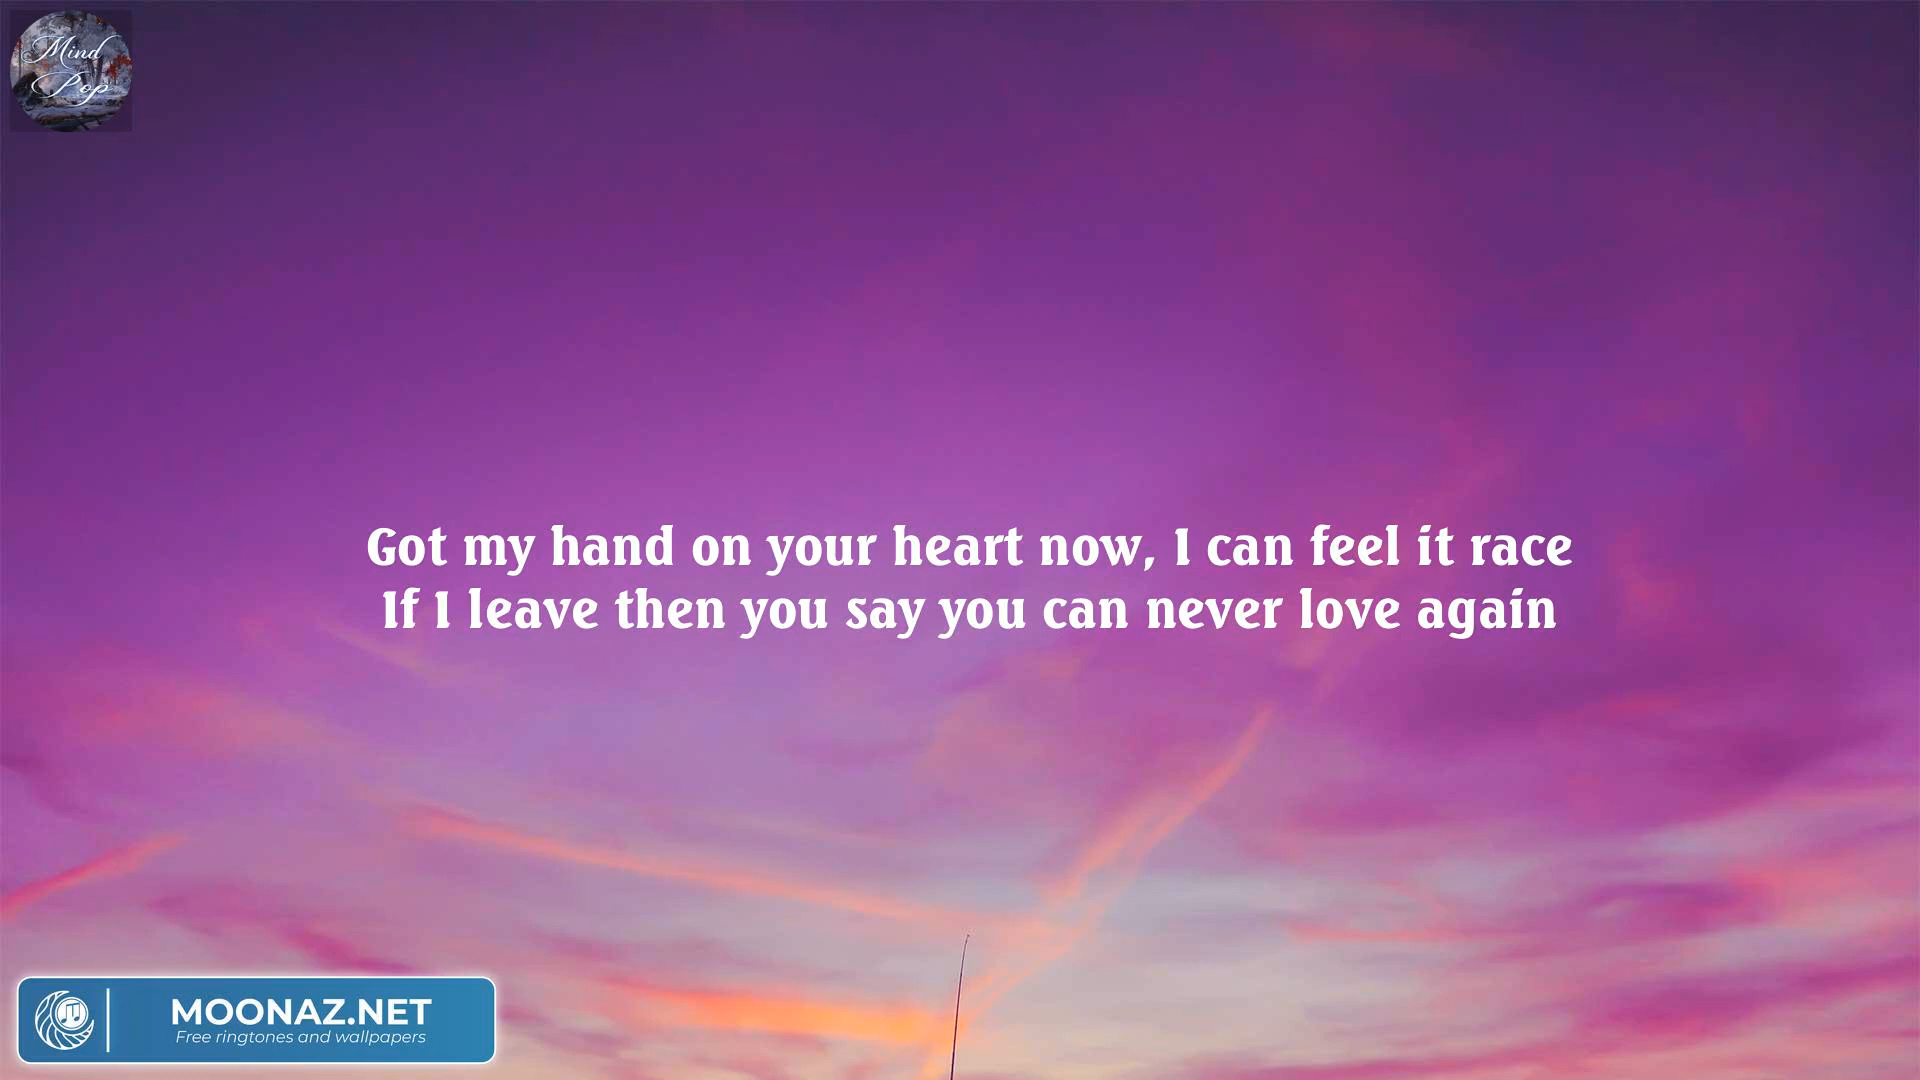 Mind
Pop
Got my hand on your heart now, I can feel it race
If I leave then you say you can never love again
MOONAZ.NET
Free ringtones and wallpapers